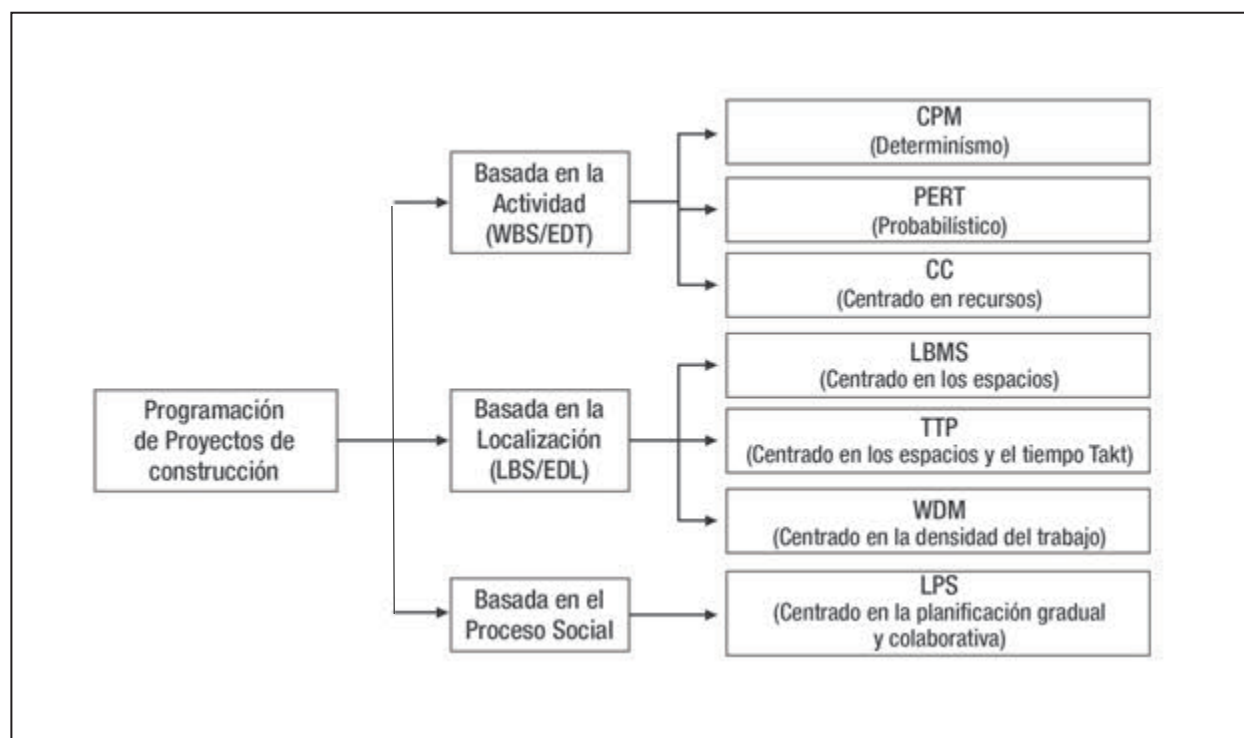 Programación
de Proyectos de
construcción
Basada en la
Actividad
(WBS/EDT)
CPM
(Determinísmo)
PERT
(Probabilístico)
CC
(Centrado en recursos)
Basada en la
Localización
(LBS/EDL)
LBMS
(Centrado en los espacios)
TTP
(Centrado en los espacios y el tiempo Takt)
WDM
(Centrado en la densidad del trabajo)
Basada en el
Proceso Social
LPS
(Centrado en la planificación gradual
y colaborativa)